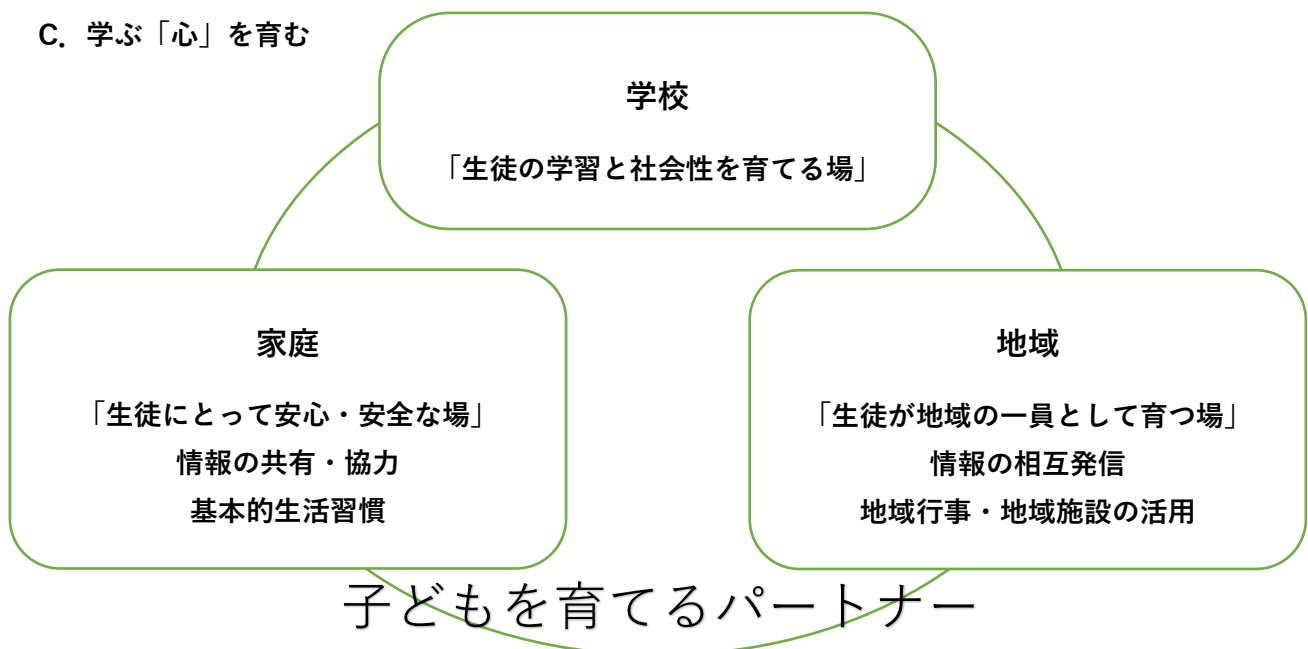 C．学ぶ「心」を育む
学校
「生徒の学習と社会性を育てる場」
家庭
「生徒にとって安心・安全な場」
情報の共有・協力
基本的生活習慣
地域
「生徒が地域の一員として育つ場」
情報の相互発信
地域行事・地域施設の活用
子どもを育てるパートナー